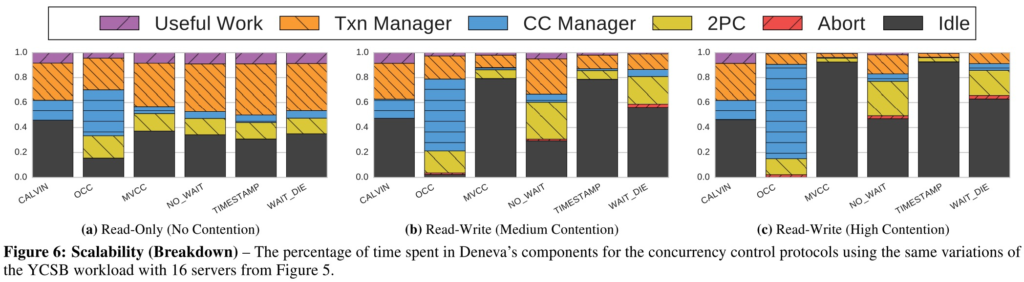 Useful Work Txn Manager CC Manager 2PC Abort Idle
1.0 1.0 1.0
0.8 0.8 0.8
0.6 0.6 0.6
0.4 0.4 0.4
0.2 0.2 0.2
0.0 0.0 0.0
CALVIN OCC MVCC NO_WAIT TIMESTAMP WAIT_DIE CALVIN OCC MVCC NO_WAIT TIMESTAMP WAIT_DIE CALVIN OCC MVCC NO_WAIT TIMESTAMP WAIT_DIE
(a) Read-Only (No Contention) (b) Read-Write (Medium Contention) (c) Read-Write (High Contention)
Figure 6: Scalability (Breakdown) – The percentage of time spent in Deneva's components for the concurrency control protocols using the same variations of
the YCSB workload with 16 servers from Figure 5.